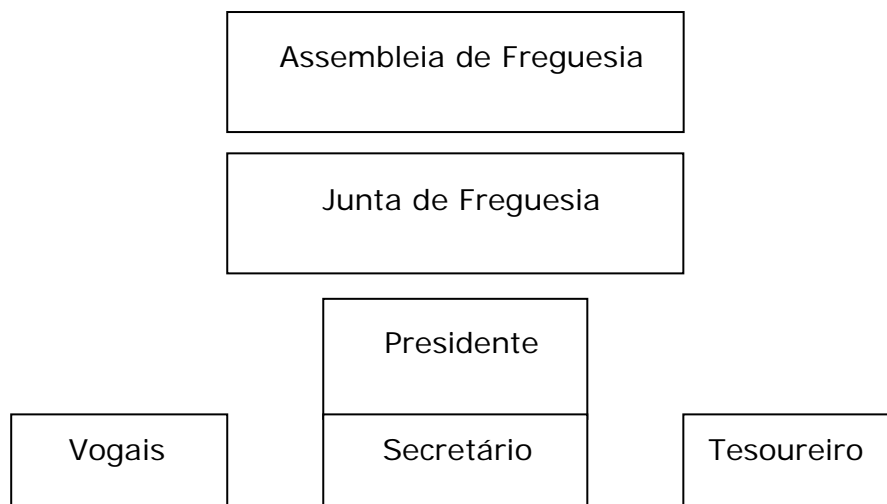 Assembleia de Freguesia
Junta de Freguesia
Presidente
Vogais
Secretário
Tesoureiro